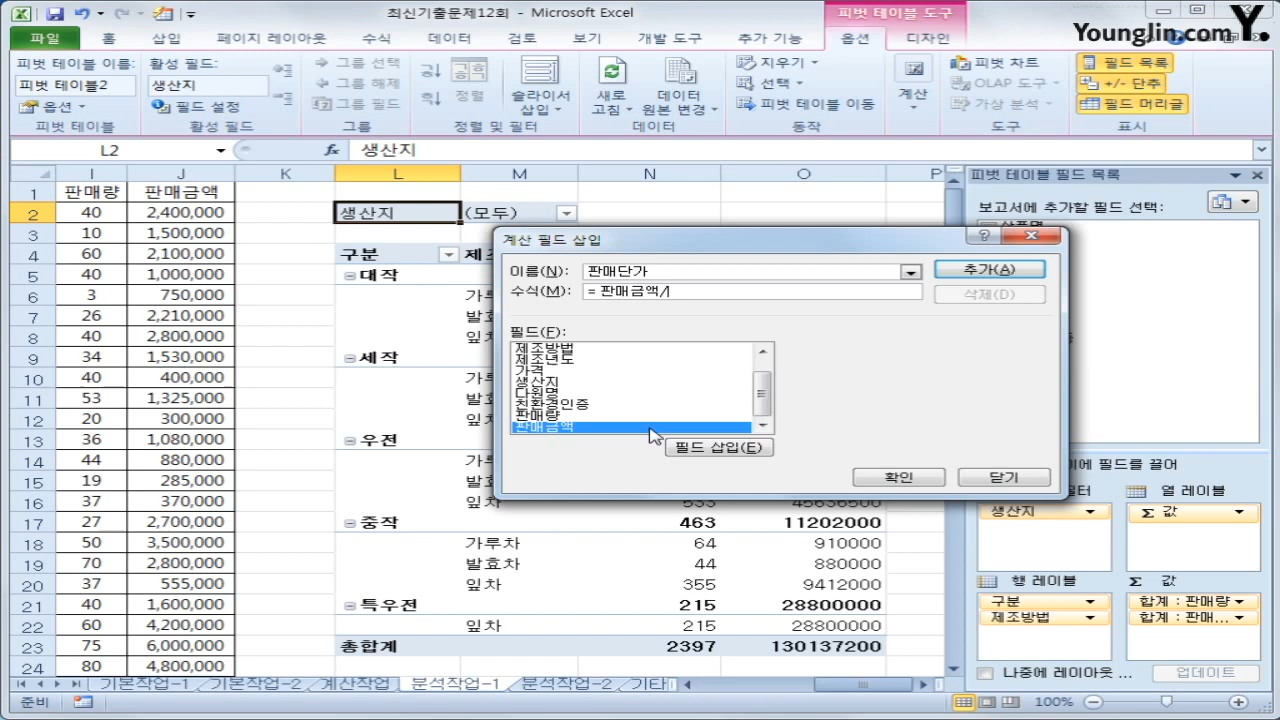 최신기출문제12회 - Microsoft Excel
피벗 테이블 도구
Younglin.com Y.
파일 홈 삽입 페이지 레이아웃 수식 데이터 검토 보기 개발 도구 추가 기능 옵션 디자인
피벗 테이블 이름: 활성 필드: 그룹 선택 지우기 피벗 차트 필드 목록
피벗 테이블2 생산지 그룹 해제 정렬 슬라이서 삽입 새로 고침 데이터 원본 변경 선택 계산 OLAP 도구 +/- 단추
옵션 필드 설정 그룹 필드 피벗 테이블 이동 가상 분석 필드 머리글
피벗 테이블 활성 필드 그룹 정렬 및 필터 데이터 동작 도구 표시
L2 fx 생산지
I J K L M N O P
피벗 테이블 필드 목록
보고서에 추가할 필드 선택:
1 판매량 판매금액
2 40 2,400,000 생산지 (모두)
3 10 1,500,000
4 60 2,100,000 구분
5 40 1,000,000 대작
6 3 750,000
7 26 2,210,000
8 40 2,800,000
9 34 1,530,000 세작
10 40 400,000
11 53 1,325,000
12 20 300,000
13 36 1,080,000 우전
14 44 880,000
15 19 285,000
16 37 370,000 잎차 533 45636500
17 27 2,700,000 중작 463 11202000
18 50 3,500,000 가루차 64 910000
19 70 2,800,000 발효차 44 880000
20 37 555,000 잎차 355 9412000
21 40 1,600,000 특우전 215 28800000
22 60 4,200,000 잎차 215 28800000
23 75 6,000,000 총합계 2397 130137200
24 80 4,800,000
계산 필드 삽입
이름(N): 판매단가 추가(A)
수식(M): = 판매금액/ 삭제(D)
필드(F):
제조방법
제조년도
가격
생산지
다원명
친환경인증
판매량
판매금액
필드 삽입(E)
확인 닫기
열 레이블
생산지 Σ 값
행 레이블 Σ 값
구분 합계 : 판매량
제조방법 합계 : 판매...
나중에 레이아웃 ... 업데이트
기본작업-1 기본작업-2 계산작업 분석작업-1 분석작업-2 기타
준비 100%